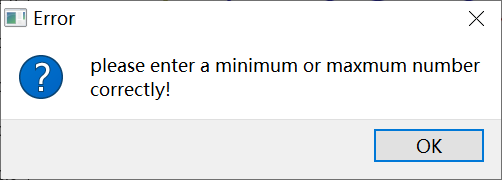 Error
please enter a minimum or maxmum number
correctly!
OK